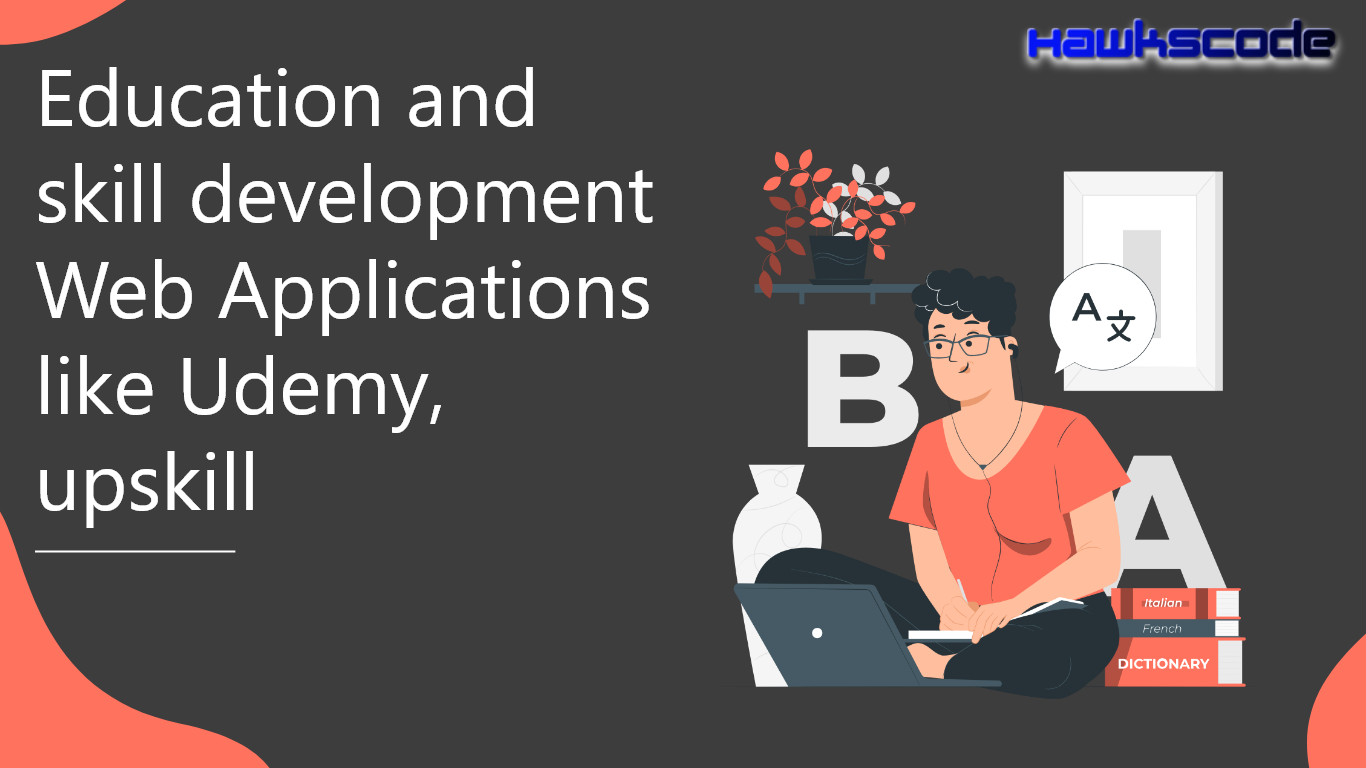 HAWKSCODE
Education and
skill development
Web Applications
like Udemy,
upskill
A 文
B
A
Italian
French
DICTIONARY